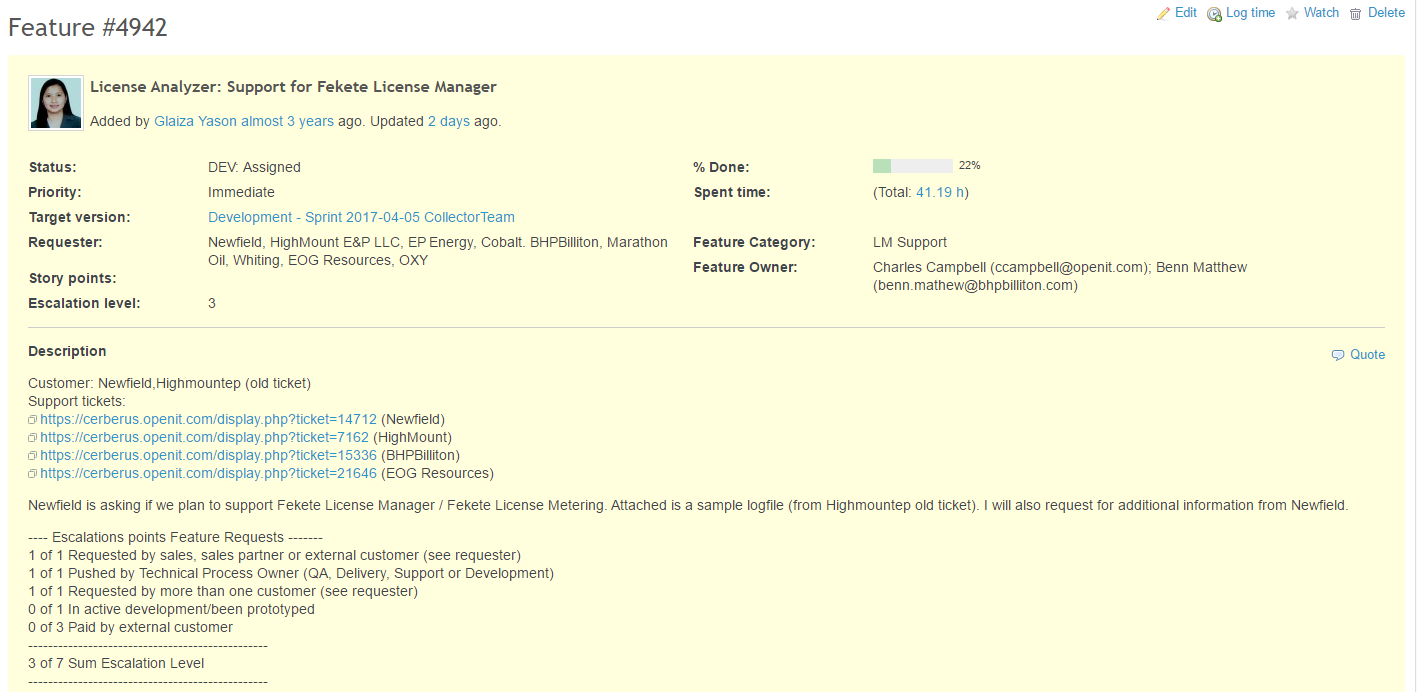 Feature #4942
Edit Log time Watch Delete
License Analyzer: Support for Fekete License Manager
Added by Glaiza Yason almost 3 years ago. Updated 2 days ago.
Status: DEV: Assigned
% Done: 22%
Priority: Immediate
Spent time: (Total: 41.19 h)
Target version: Development - Sprint 2017-04-05 CollectorTeam
Requester: Newfield, HighMount E&P LLC, EP Energy, Cobalt. BHPBilliton, Marathon
Oil, Whiting, EOG Resources, OXY
Feature Category: LM Support
Story points:
Feature Owner: Charles Campbell (ccampbell@openit.com); Benn Matthew
(benn.mathew@bhpbilliton.com)
Escalation level: 3
Description
Quote
Customer: Newfield,Highmountep (old ticket)
Support tickets:
https://cerberus.openit.com/display.php?ticket=14712 (Newfield)
https://cerberus.openit.com/display.php?ticket=7162 (HighMount)
https://cerberus.openit.com/display.php?ticket=15336 (BHPBilliton)
https://cerberus.openit.com/display.php?ticket=21646 (EOG Resources)
Newfield is asking if we plan to support Fekete License Manager / Fekete License Metering. Attached is a sample logfile (from Highmountep old ticket). I will also request for additional information from Newfield.
---- Escalations points Feature Requests -------
1 of 1 Requested by sales, sales partner or external customer (see requester)
1 of 1 Pushed by Technical Process Owner (QA, Delivery, Support or Development)
1 of 1 Requested by more than one customer (see requester)
0 of 1 In active development/been prototyped
0 of 3 Paid by external customer
------------------------------------------------
3 of 7 Sum Escalation Level
------------------------------------------------